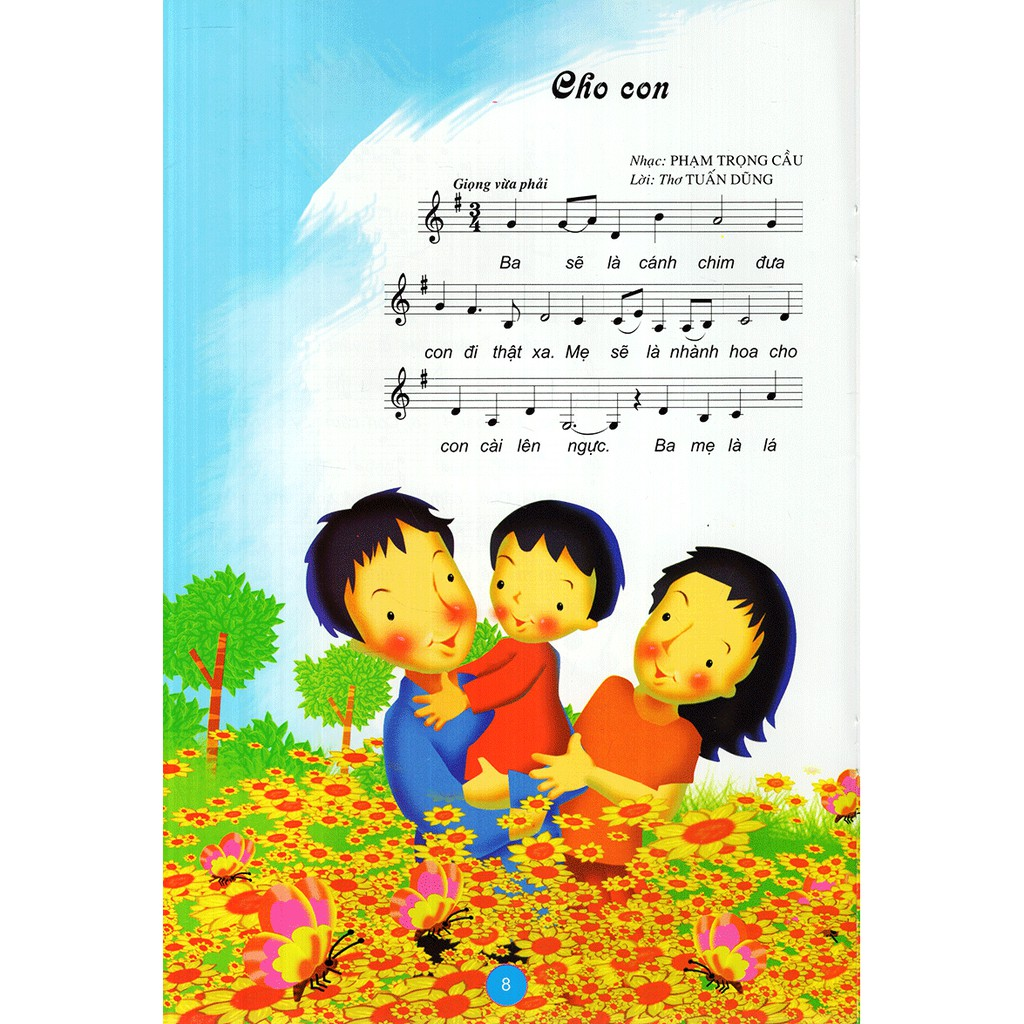 Cho con
Nhạc: PHẠM TRỌNG CẦU
Lời: Thơ TUẤN DŨNG
Giọng vừa phải
3
4
Ba sẽ là cánh chim đưa
con đi thật xa. Mẹ sẽ là nhành hoa cho
con cài lên ngực. Ba mẹ là lá
8